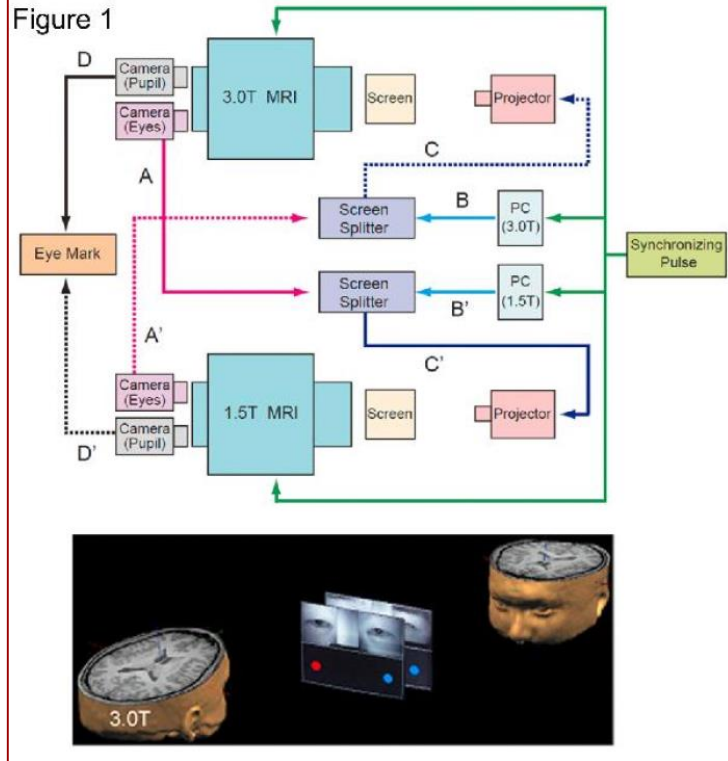 Figure 1
D
Camera
(Pupil)
Camera
(Eyes)
3.0T MRI
Screen
Projector
A
C
Screen
Splitter
B
PC
(3.0T)
Eye Mark
Synchronizing
Pulse
Screen
Splitter
B'
PC
(1.5T)
A'
C'
Camera
(Eyes)
Camera
(Pupil)
1.5T MRI
Screen
Projector
D'
3.0T